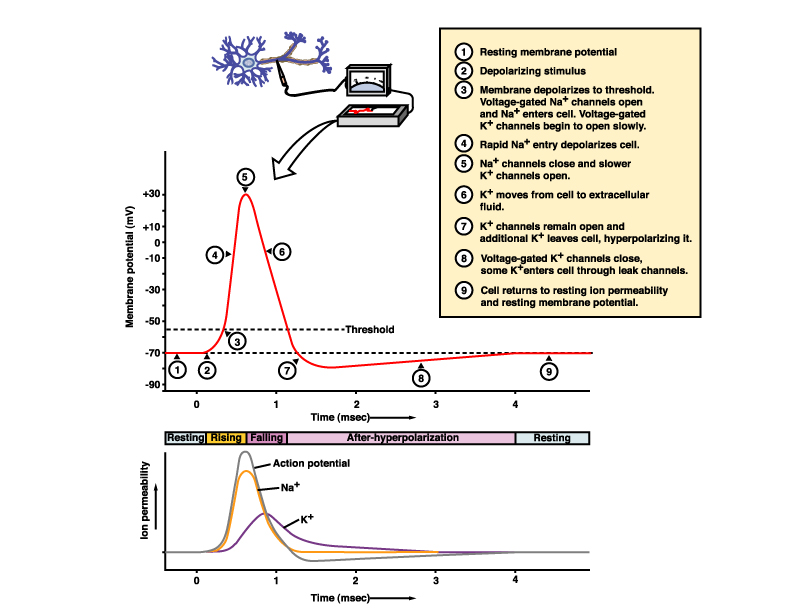 1 Resting membrane potential
2 Depolarizing stimulus
3 Membrane depolarizes to threshold.
Voltage-gated Na+ channels open
and Na+ enters cell. Voltage-gated
K+ channels begin to open slowly.
4 Rapid Na+ entry depolarizes cell.
5 Na+ channels close and slower
K+ channels open.
6 K+ moves from cell to extracellular
fluid.
7 K+ channels remain open and
additional K+ leaves cell, hyperpolarizing it.
8 Voltage-gated K+ channels close,
some K+enters cell through leak channels.
9 Cell returns to resting ion permeability
and resting membrane potential.
Membrane potential (mV)
+30
+10
0
-10
-30
-50
-70
-90
5
4
6
3
Threshold
1
2
7
8
9
0 1 2 3 4
Time (msec)
Resting Rising Falling After-hyperpolarization Resting
Ion permeability
Action potential
Na+
K+
0 1 2 3 4
Time (msec)